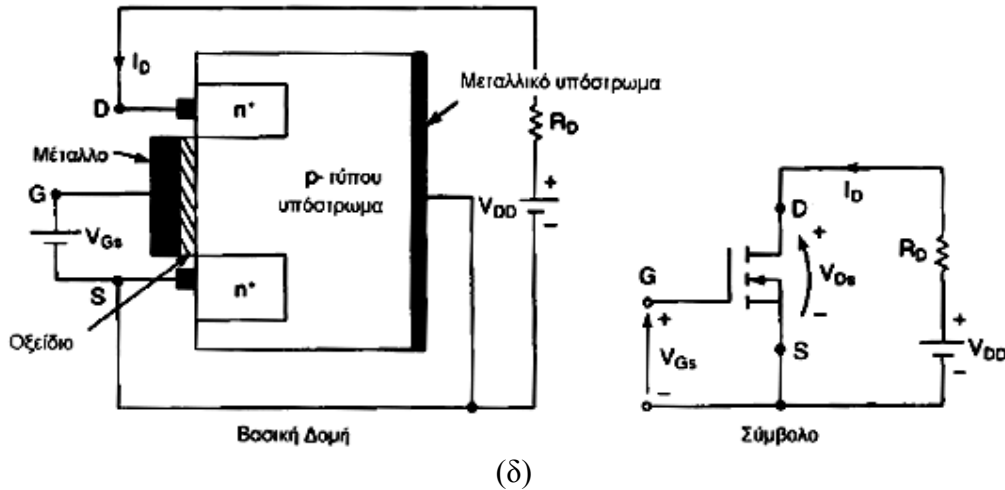 I_D
D
n⁺
Μεταλλικό υπόστρωμα
R_D
Μέταλλο
p- τύπου
υπόστρωμα
G
V_Gs
V_DD
+
−
S
n⁺
Οξείδιο
Βασική Δομή
I_D
D
+
V_Ds
−
R_D
G
+
V_Gs
−
S
+
V_DD
−
Σύμβολο
(δ)